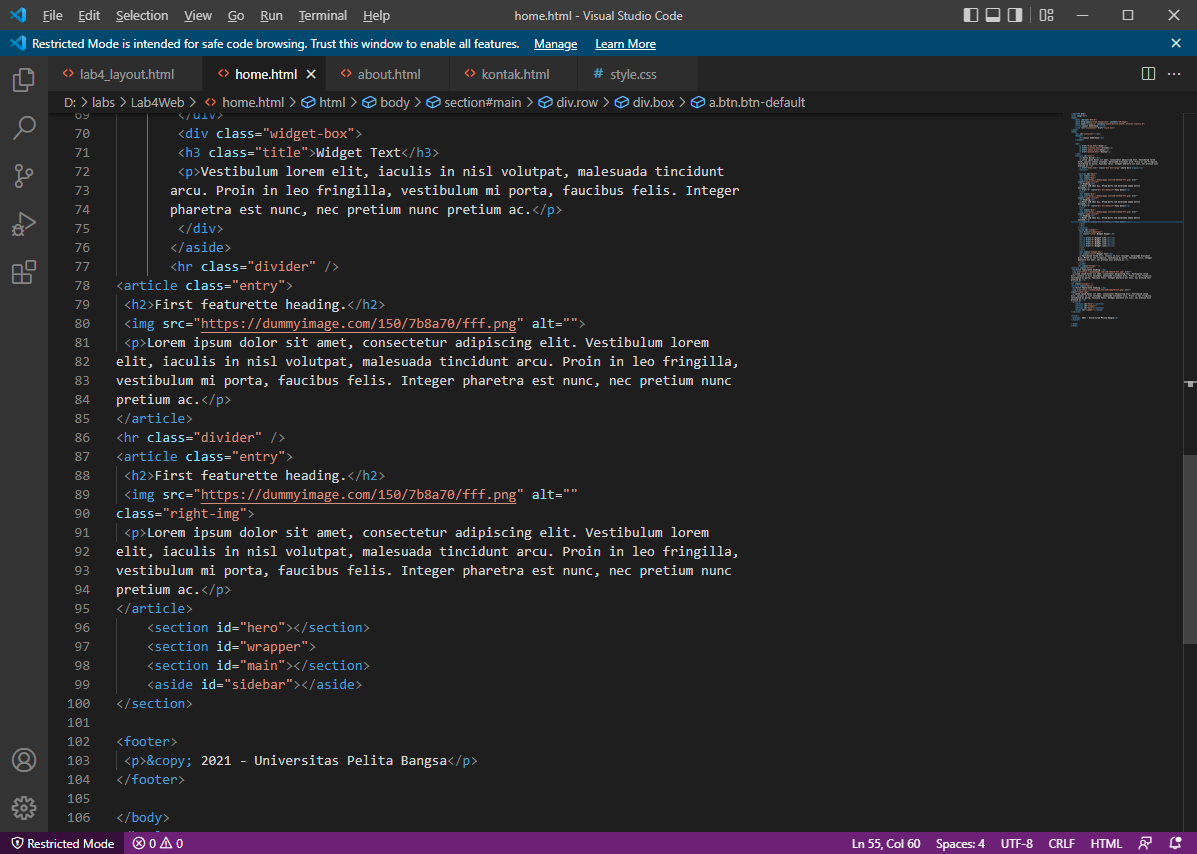 File Edit Selection View Go Run Terminal Help home.html - Visual Studio Code
Restricted Mode is intended for safe code browsing. Trust this window to enable all features. Manage Learn More
lab4_layout.html home.html about.html kontak.html # style.css
D: > labs > Lab4Web > home.html > html > body > section#main > div.row > div.box > a.btn.btn-default
69 </div>
70 <div class="widget-box">
71 <h3 class="title">Widget Text</h3>
72 <p>Vestibulum lorem elit, iaculis in nisl volutpat, malesuada tincidunt
73 arcu. Proin in leo fringilla, vestibulum mi porta, faucibus felis. Integer
74 pharetra est nunc, nec pretium nunc pretium ac.</p>
75 </div>
76 </aside>
77 <hr class="divider" />
78 <article class="entry">
79 <h2>First featurette heading.</h2>
80 <img src="https://dummyimage.com/150/7b8a70/fff.png" alt="">
81 <p>Lorem ipsum dolor sit amet, consectetur adipiscing elit. Vestibulum lorem
82 elit, iaculis in nisl volutpat, malesuada tincidunt arcu. Proin in leo fringilla,
83 vestibulum mi porta, faucibus felis. Integer pharetra est nunc, nec pretium nunc
84 pretium ac.</p>
85 </article>
86 <hr class="divider" />
87 <article class="entry">
88 <h2>First featurette heading.</h2>
89 <img src="https://dummyimage.com/150/7b8a70/fff.png" alt=""
90 class="right-img">
91 <p>Lorem ipsum dolor sit amet, consectetur adipiscing elit. Vestibulum lorem
92 elit, iaculis in nisl volutpat, malesuada tincidunt arcu. Proin in leo fringilla,
93 vestibulum mi porta, faucibus felis. Integer pharetra est nunc, nec pretium nunc
94 pretium ac.</p>
95 </article>
96 <section id="hero"></section>
97 <section id="wrapper">
98 <section id="main"></section>
99 <aside id="sidebar"></aside>
100 </section>
101
102 <footer>
103 <p>&copy; 2021 - Universitas Pelita Bangsa</p>
104 </footer>
105
106 </body>
Restricted Mode 0 0 Ln 55, Col 60 Spaces: 4 UTF-8 CRLF HTML